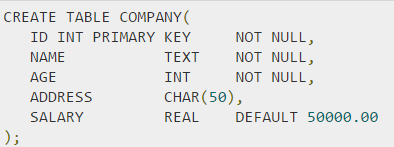 CREATE TABLE COMPANY(
   ID INT PRIMARY KEY     NOT NULL,
   NAME           TEXT    NOT NULL,
   AGE            INT     NOT NULL,
   ADDRESS        CHAR(50),
   SALARY         REAL    DEFAULT 50000.00
);